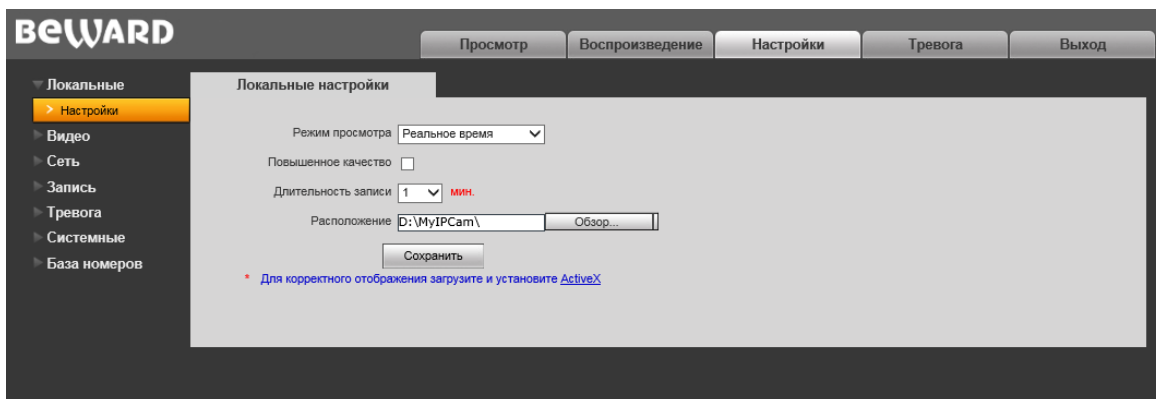 BEWARD
Просмотр Воспроизведение Настройки Тревога Выход
Локальные
Настройки
Видео
Сеть
Запись
Тревога
Системные
База номеров
Локальные настройки
Режим просмотра Реальное время
Повышенное качество
Длительность записи 1 мин.
Расположение D:\MyIPCam\ Обзор...
Сохранить
* Для корректного отображения загрузите и установите ActiveX